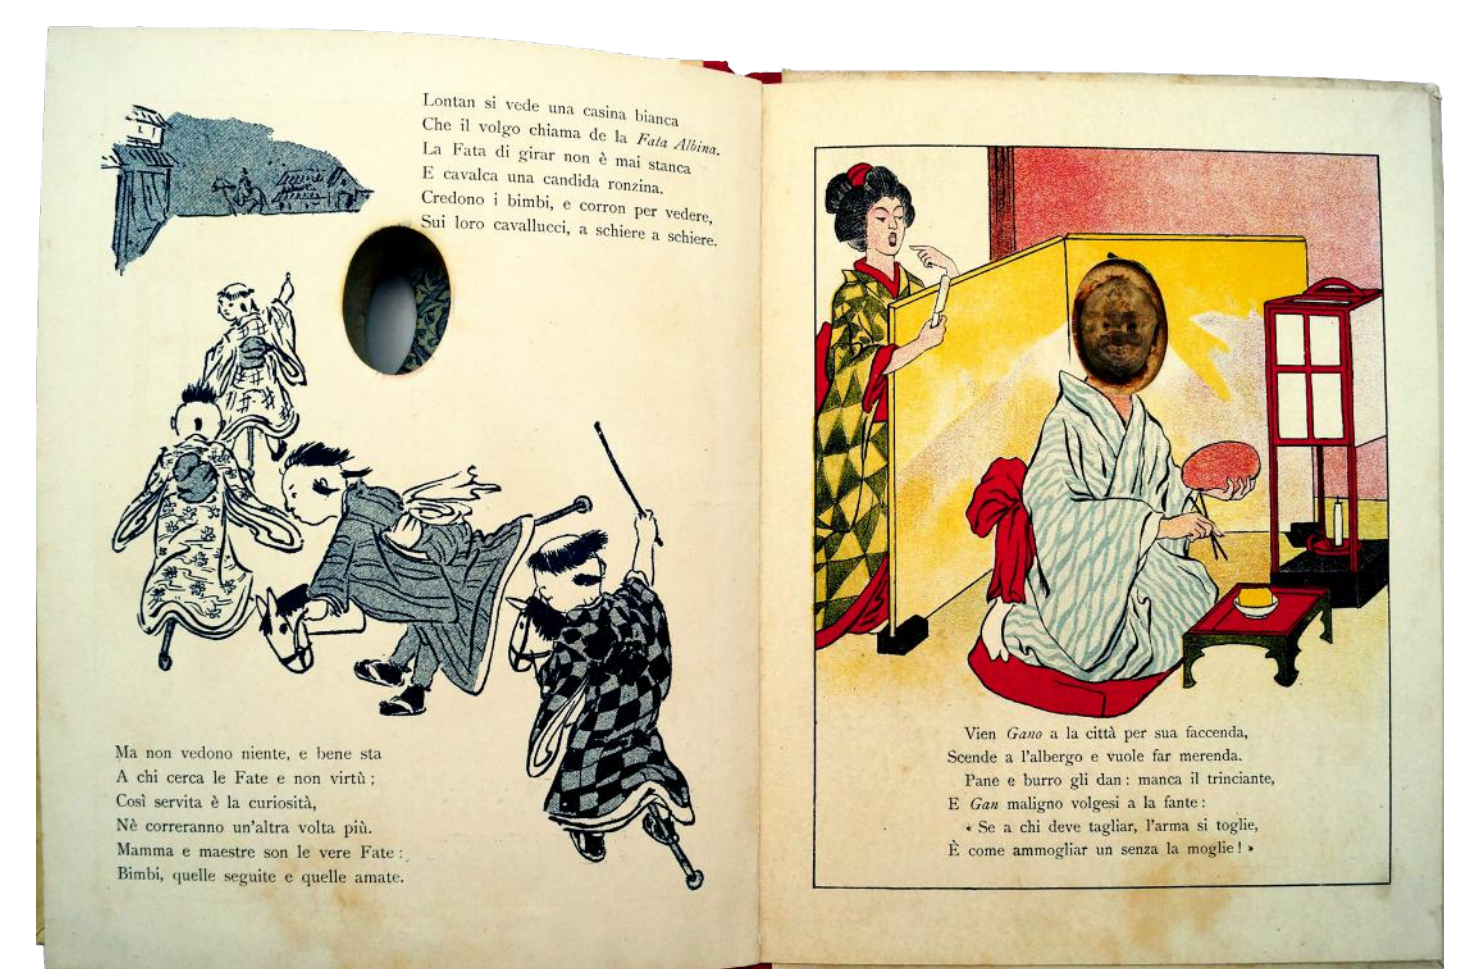 Lontan si vede una casina bianca
Che il volgo chiama de la Fata Albina.
La Fata di girar non è mai stanca
E cavalca una candida ronzina.
Credono i bimbi, e corron per vedere,
Sui loro cavallucci, a schiere a schiere.
Ma non vedono niente, e bene sta
A chi cerca le Fate e non virtù ;
Così servita è la curiosità,
Nè correranno un'altra volta più.
Mamma e maestre son le vere Fate :
Bimbi, quelle seguite e quelle amate.
Vien Gano a la città per sua faccenda,
Scende a l'albergo e vuole far merenda.
Pane e burro gli dan : manca il trinciante,
E Gan maligno volgesi a la fante :
« Se a chi deve tagliar, l'arma si toglie,
È come ammogliar un senza la moglie ! »